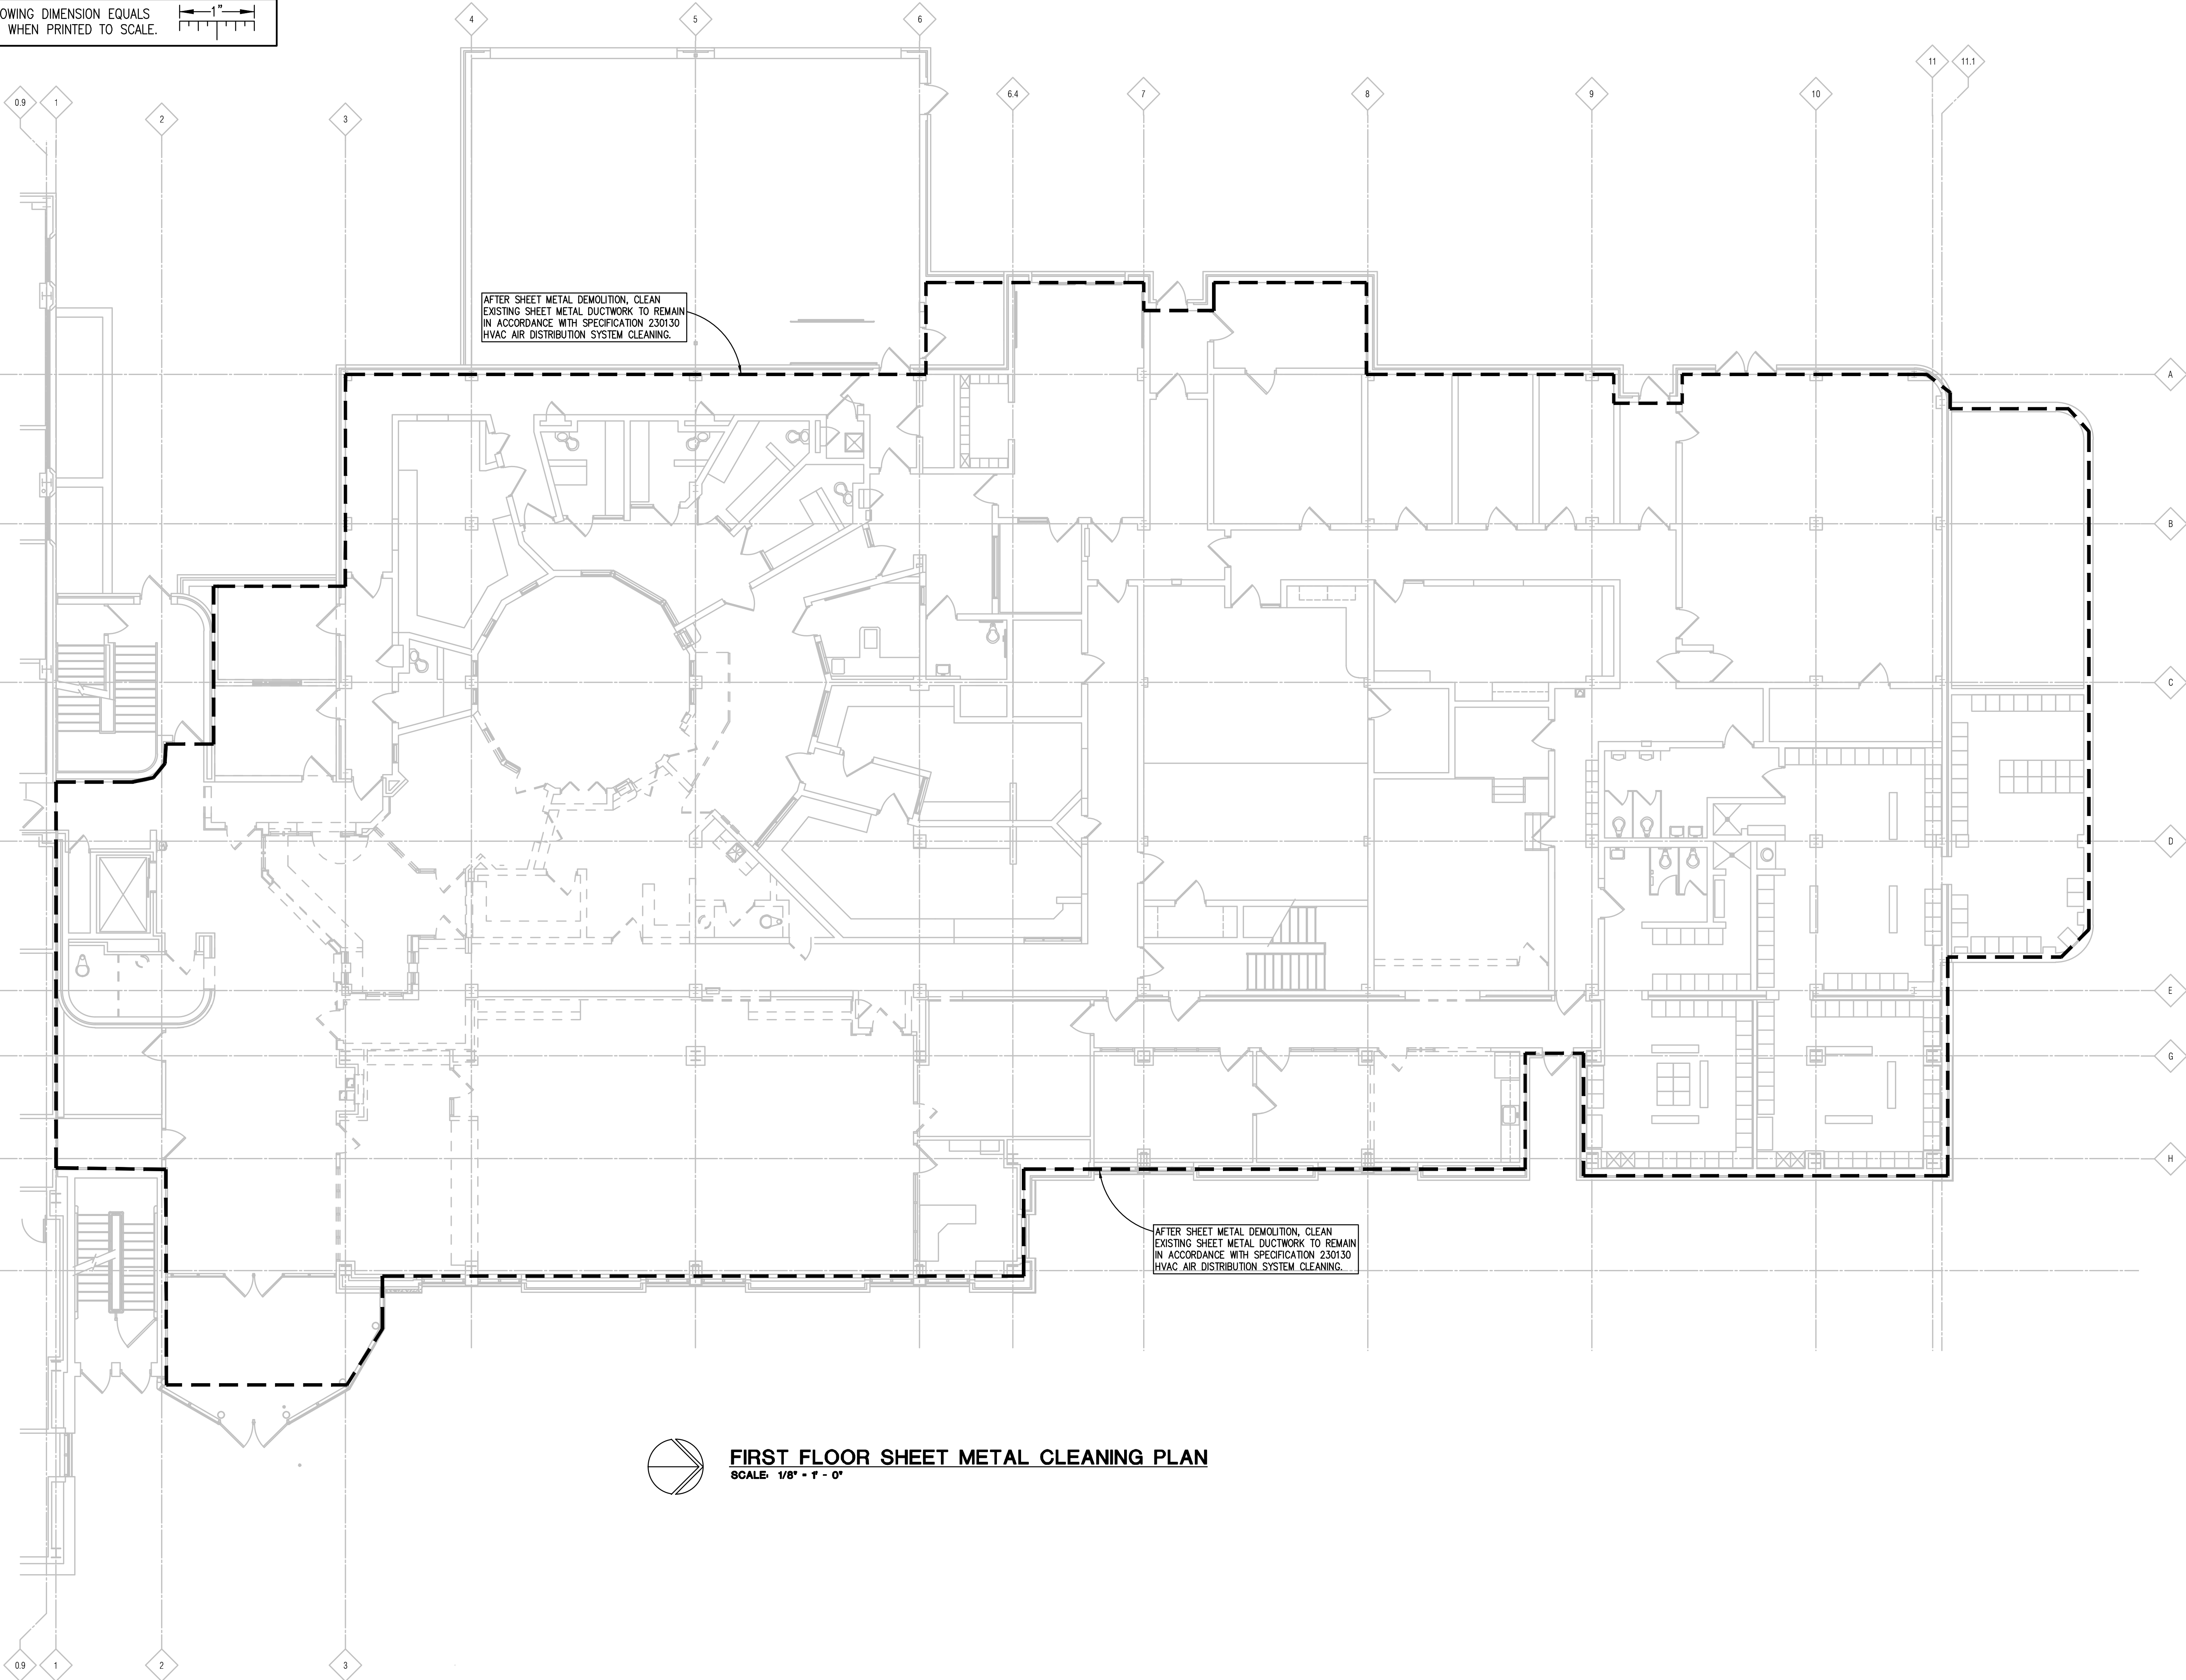 OWING DIMENSION EQUALS
WHEN PRINTED TO SCALE.
1"
4
5
6
11
11.1
6.4
7
8
9
10
0.9
1
2
3
AFTER SHEET METAL DEMOLITION, CLEAN
EXISTING SHEET METAL DUCTWORK TO REMAIN
IN ACCORDANCE WITH SPECIFICATION 230130
HVAC AIR DISTRIBUTION SYSTEM CLEANING.
A
B
C
D
E
G
H
AFTER SHEET METAL DEMOLITION, CLEAN
EXISTING SHEET METAL DUCTWORK TO REMAIN
IN ACCORDANCE WITH SPECIFICATION 230130
HVAC AIR DISTRIBUTION SYSTEM CLEANING.
FIRST FLOOR SHEET METAL CLEANING PLAN
SCALE: 1/8" = 1' - 0"
0.9
1
2
3